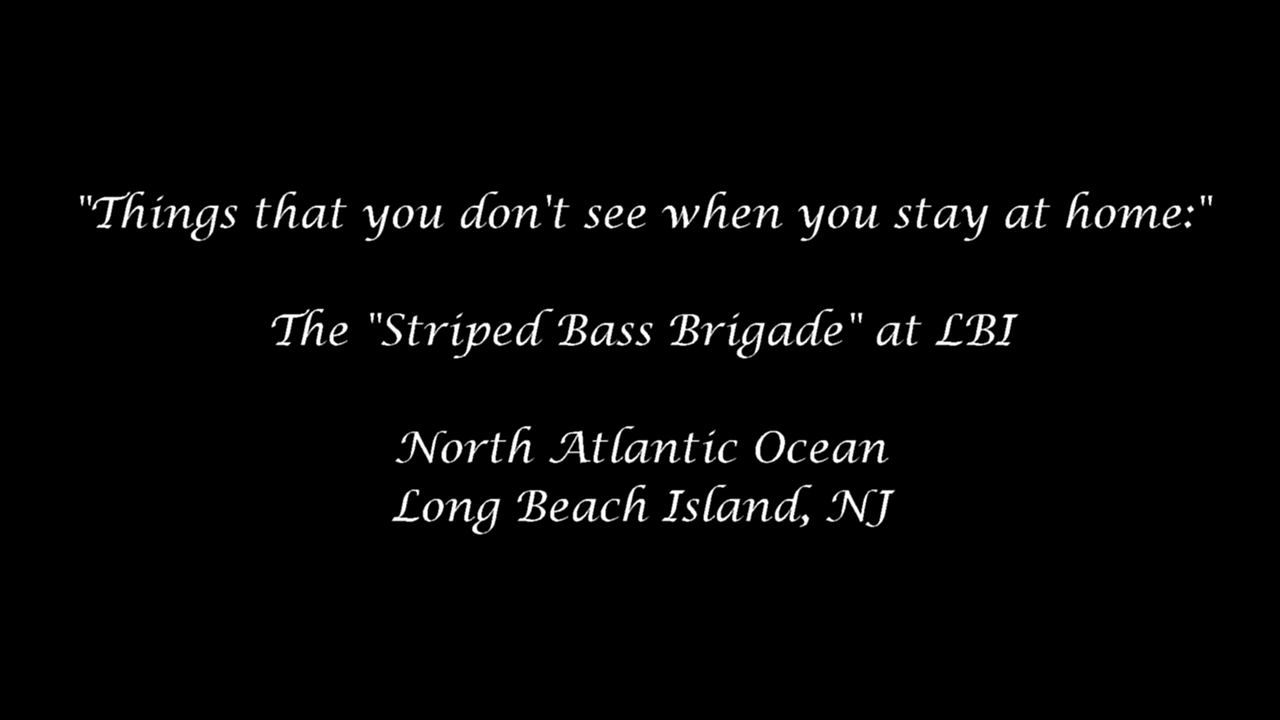 "Things that you don't see when you stay at home:"
The "Striped Bass Brigade" at LBI
North Atlantic Ocean
Long Beach Island, NJ